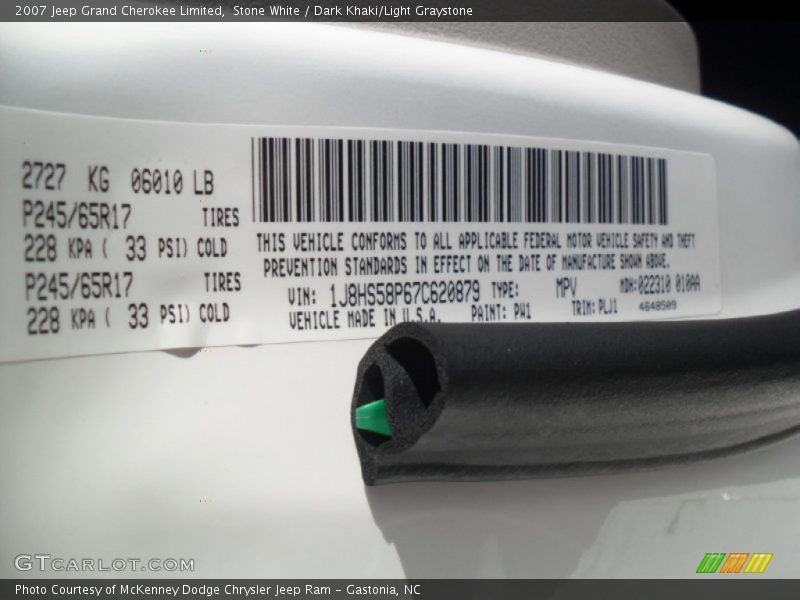 2007 Jeep Grand Cherokee Limited, Stone White / Dark Khaki/Light Graystone
2727 KG 06010 LB
P245/65R17 TIRES
228 KPA ( 33 PSI) COLD
P245/65R17 TIRES
228 KPA ( 33 PSI) COLD
THIS VEHICLE CONFORMS TO ALL APPLICABLE FEDERAL MOTOR VEHICLE SAFETY AND THEFT
PREVENTION STANDARDS IN EFFECT ON THE DATE OF MANUFACTURE SHOWN ABOVE.
VIN: 1J8HS58P67C620879 TYPE: MPV MDH:022310 010AA
VEHICLE MADE IN U.S.A. PAINT: PW1 TRIM:PLJ1 4648509
GTCARLOT.COM
Photo Courtesy of McKenney Dodge Chrysler Jeep Ram - Gastonia, NC